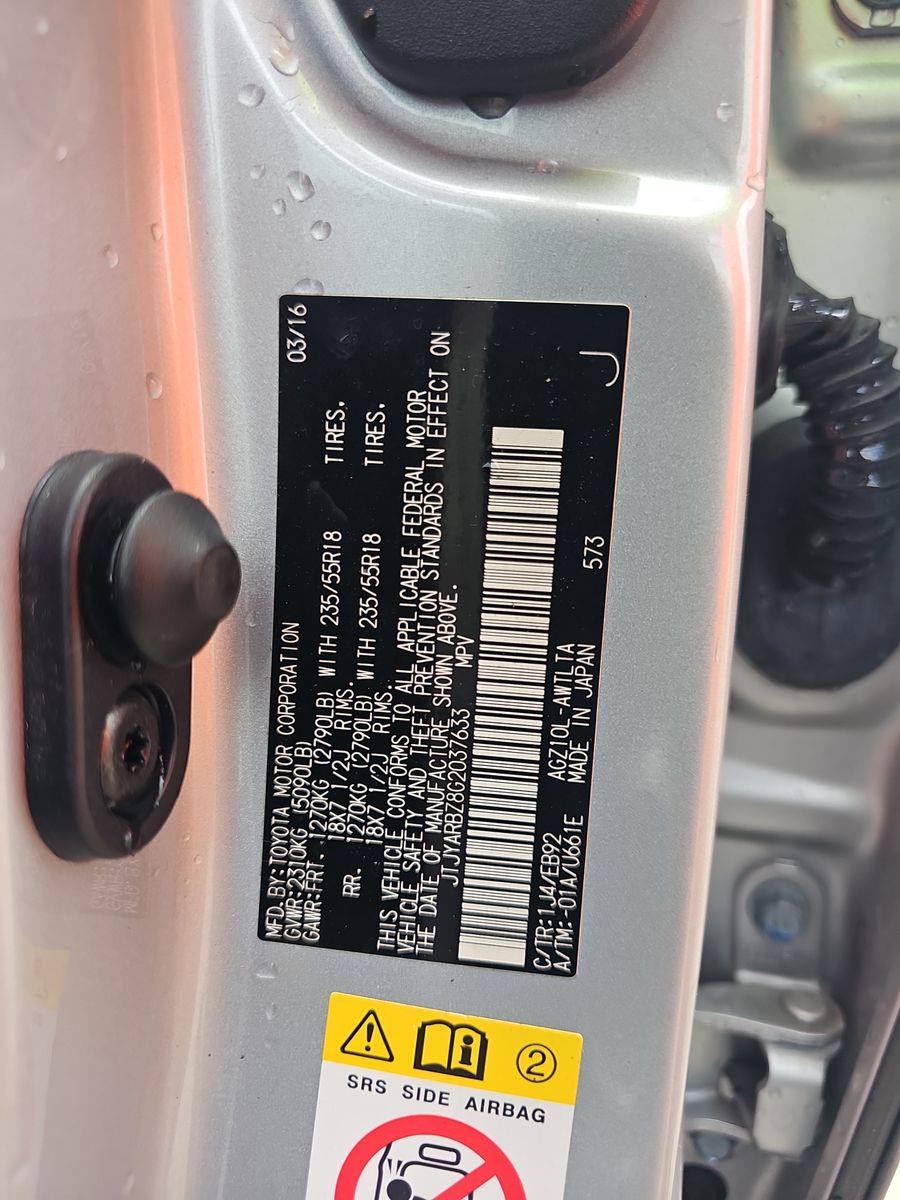 MFD.BY:TOYOTA MOTOR CORPORATION 03/16
GVWR:2310KG (5090LB)
GAWR:FRT. 1270KG (2790LB) WITH 235/55R18 TIRES.
18X7 1/2J RIMS.
RR. 1270KG (2790LB) WITH 235/55R18 TIRES.
18X7 1/2J RIMS.
THIS VEHICLE CONFORMS TO ALL APPLICABLE FEDERAL MOTOR
VEHICLE SAFETY AND THEFT PREVENTION STANDARDS IN EFFECT ON
THE DATE OF MANUFACTURE SHOWN ABOVE.
JTJYARBZ8G2037633 MPV
C/TR:1J4/EB92 AGZ10L-AWTLTA
A/TM:-01A/U661E MADE IN JAPAN 573 J
2
SRS SIDE AIRBAG